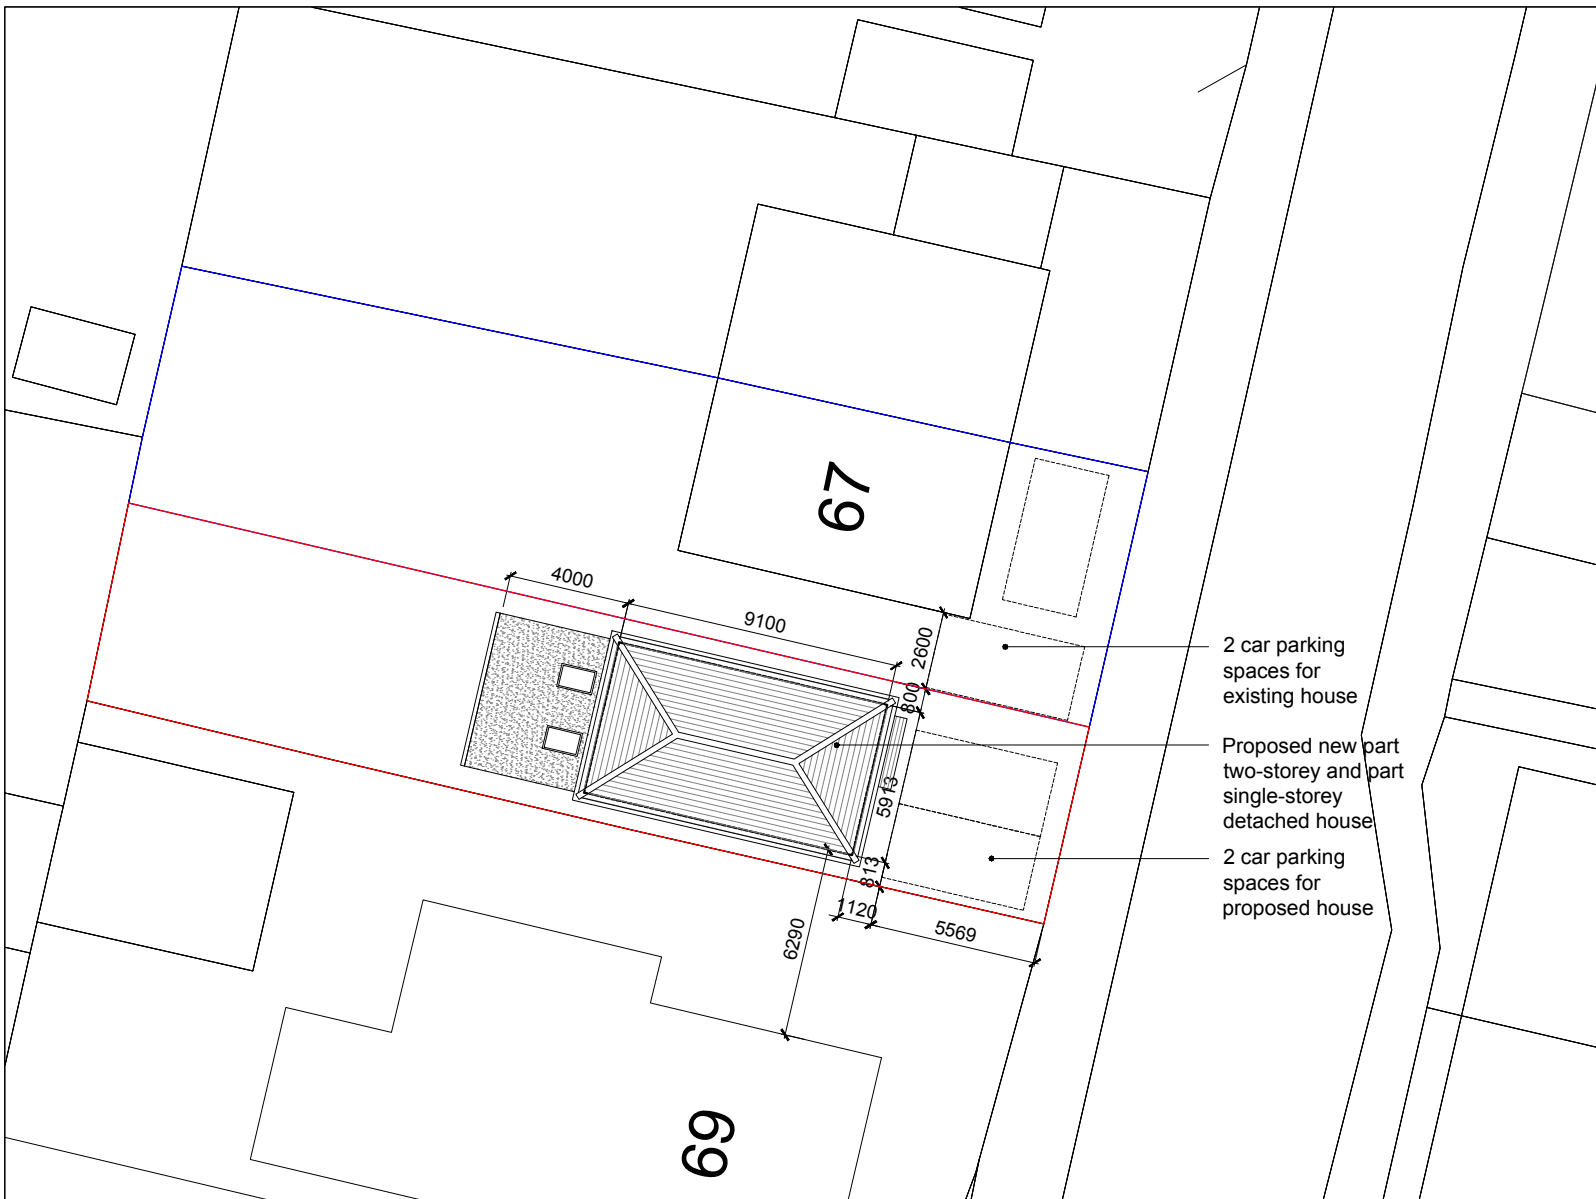 67
4000
9100
2600
800
5913
813
1120
5569
6290
2 car parking
spaces for
existing house
Proposed new part
two-storey and part
single-storey
detached house
2 car parking
spaces for
proposed house
69